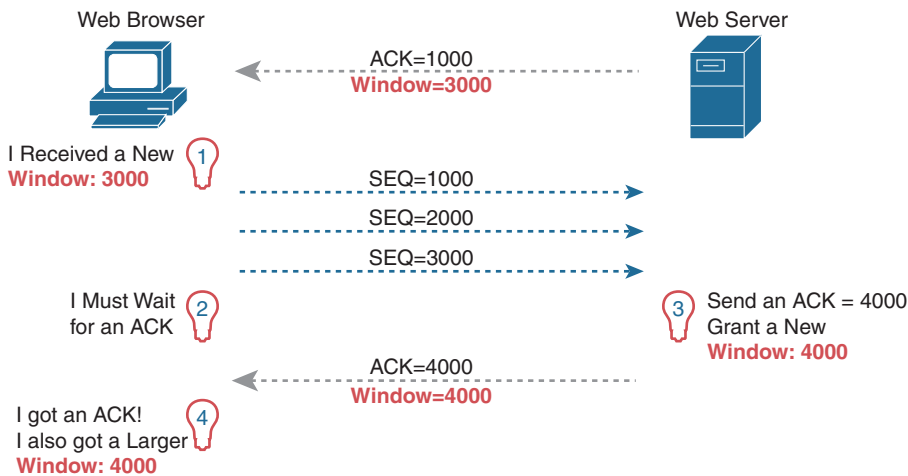 Web Browser
Web Server
ACK=1000
Window=3000
I Received a New
Window: 3000
1
SEQ=1000
SEQ=2000
SEQ=3000
I Must Wait
for an ACK
2
3
Send an ACK = 4000
Grant a New
Window: 4000
ACK=4000
Window=4000
I got an ACK!
I also got a Larger
Window: 4000
4